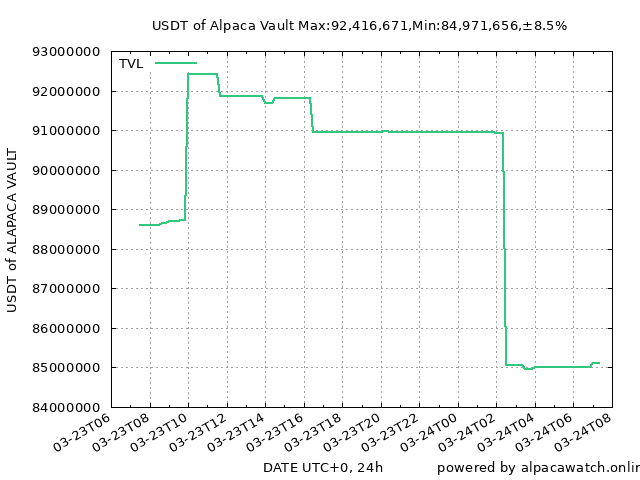 USDT of Alpaca Vault Max:92,416,671,Min:84,971,656,±8.5%
TVL
USDT of ALAPACA VAULT
93000000
92000000
91000000
90000000
89000000
88000000
87000000
86000000
85000000
84000000
03-23T06
03-23T08
03-23T10
03-23T12
03-23T14
03-23T16
03-23T18
03-23T20
03-23T22
03-24T00
03-24T02
03-24T04
03-24T06
03-24T08
DATE UTC+0, 24h
powered by alpacawatch.onlin